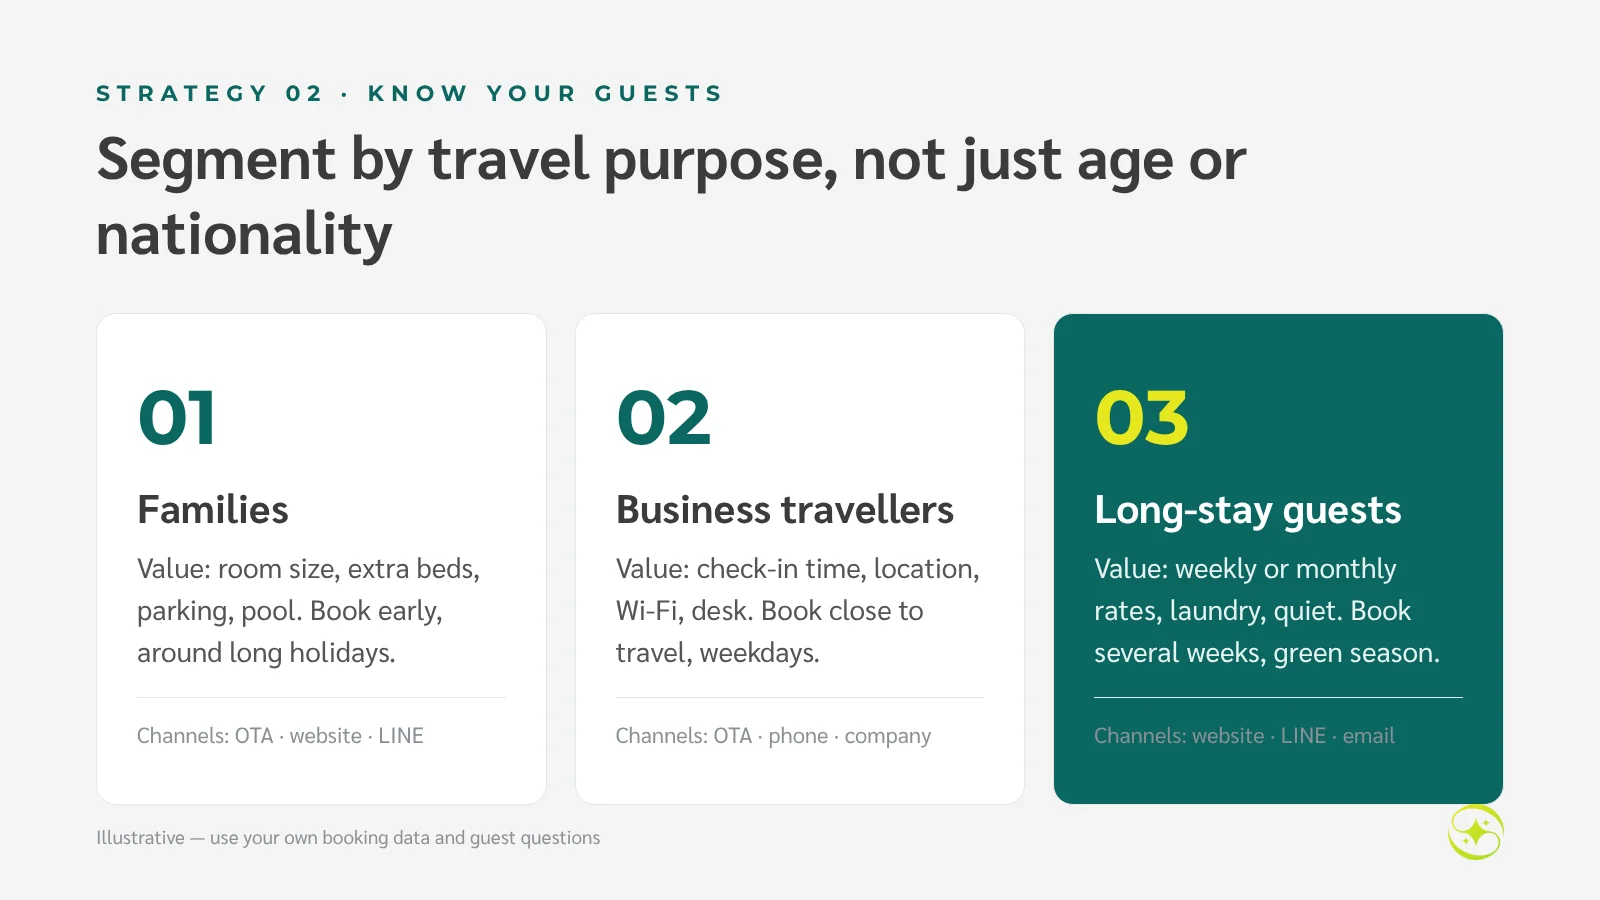 STRATEGY 02 · KNOW YOUR GUESTS
Segment by travel purpose, not just age or
nationality
01
Families
Value: room size, extra beds,
parking, pool. Book early,
around long holidays.
Channels: OTA · website · LINE
02
Business travellers
Value: check-in time, location,
Wi-Fi, desk. Book close to
travel, weekdays.
Channels: OTA · phone · company
03
Long-stay guests
Value: weekly or monthly
rates, laundry, quiet. Book
several weeks, green season.
Channels: website · LINE · email
Illustrative — use your own booking data and guest questions